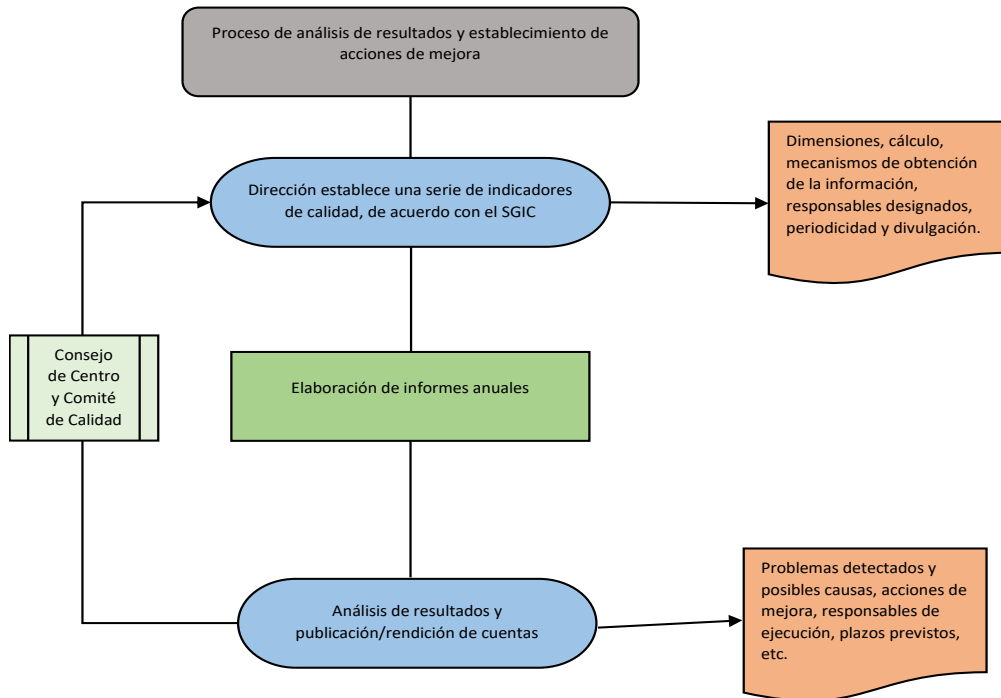 Proceso de análisis de resultados y establecimiento de
acciones de mejora
Dirección establece una serie de indicadores
de calidad, de acuerdo con el SGIC
Dimensiones, cálculo,
mecanismos de obtención
de la información,
responsables designados,
periodicidad y divulgación.
Consejo
de Centro
y Comité
de Calidad
Elaboración de informes anuales
Análisis de resultados y
publicación/rendición de cuentas
Problemas detectados y
posibles causas, acciones de
mejora, responsables de
ejecución, plazos previstos,
etc.